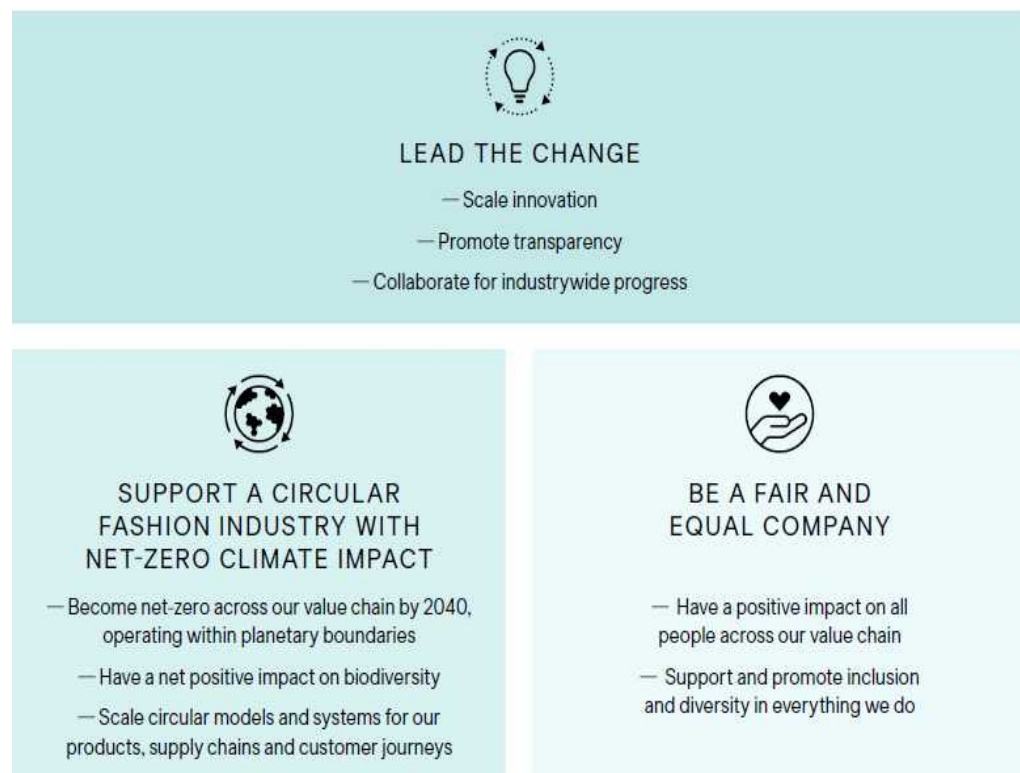 LEAD THE CHANGE
— Scale innovation
— Promote transparency
— Collaborate for industrywide progress
SUPPORT A CIRCULAR
FASHION INDUSTRY WITH
NET-ZERO CLIMATE IMPACT
— Become net-zero across our value chain by 2040,
operating within planetary boundaries
— Have a net positive impact on biodiversity
— Scale circular models and systems for our
products, supply chains and customer journeys
BE A FAIR AND
EQUAL COMPANY
— Have a positive impact on all
people across our value chain
— Support and promote inclusion
and diversity in everything we do